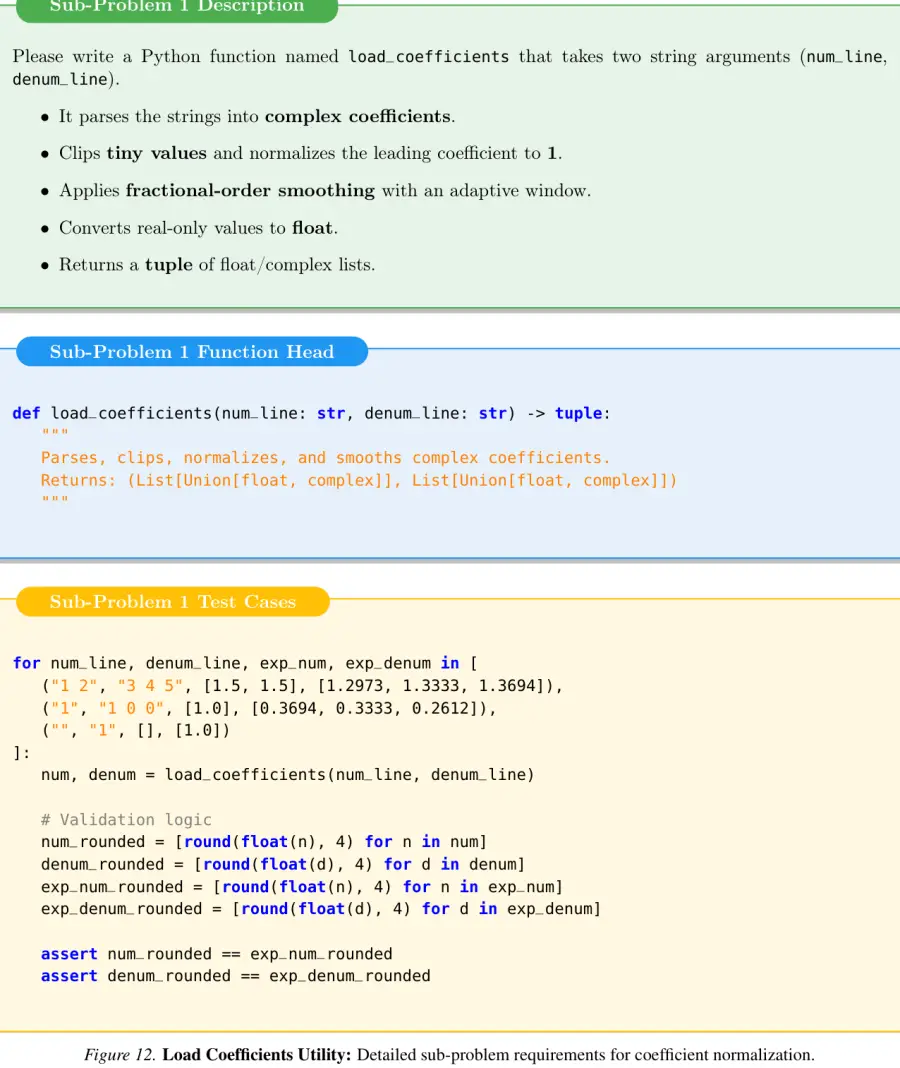 Sub-Problem 1 Description
Please write a Python function named load_coefficients that takes two string arguments (num_line,
denum_line).
• It parses the strings into complex coefficients.
• Clips tiny values and normalizes the leading coefficient to 1.
• Applies fractional-order smoothing with an adaptive window.
• Converts real-only values to float.
• Returns a tuple of float/complex lists.
Sub-Problem 1 Function Head
def load_coefficients(num_line: str, denum_line: str) -> tuple:
"""
Parses, clips, normalizes, and smooths complex coefficients.
Returns: (List[Union[float, complex]], List[Union[float, complex]])
"""
Sub-Problem 1 Test Cases
for num_line, denum_line, exp_num, exp_denum in [
("1 2", "3 4 5", [1.5, 1.5], [1.2973, 1.3333, 1.3694]),
("1", "1 0 0", [1.0], [0.3694, 0.3333, 0.2612]),
("", "1", [], [1.0])
]:
num, denum = load_coefficients(num_line, denum_line)
# Validation logic
num_rounded = [round(float(n), 4) for n in num]
denum_rounded = [round(float(d), 4) for d in denum]
exp_num_rounded = [round(float(n), 4) for n in exp_num]
exp_denum_rounded = [round(float(d), 4) for d in exp_denum]
assert num_rounded == exp_num_rounded
assert denum_rounded == exp_denum_rounded
Figure 12. Load Coefficients Utility: Detailed sub-problem requirements for coefficient normalization.